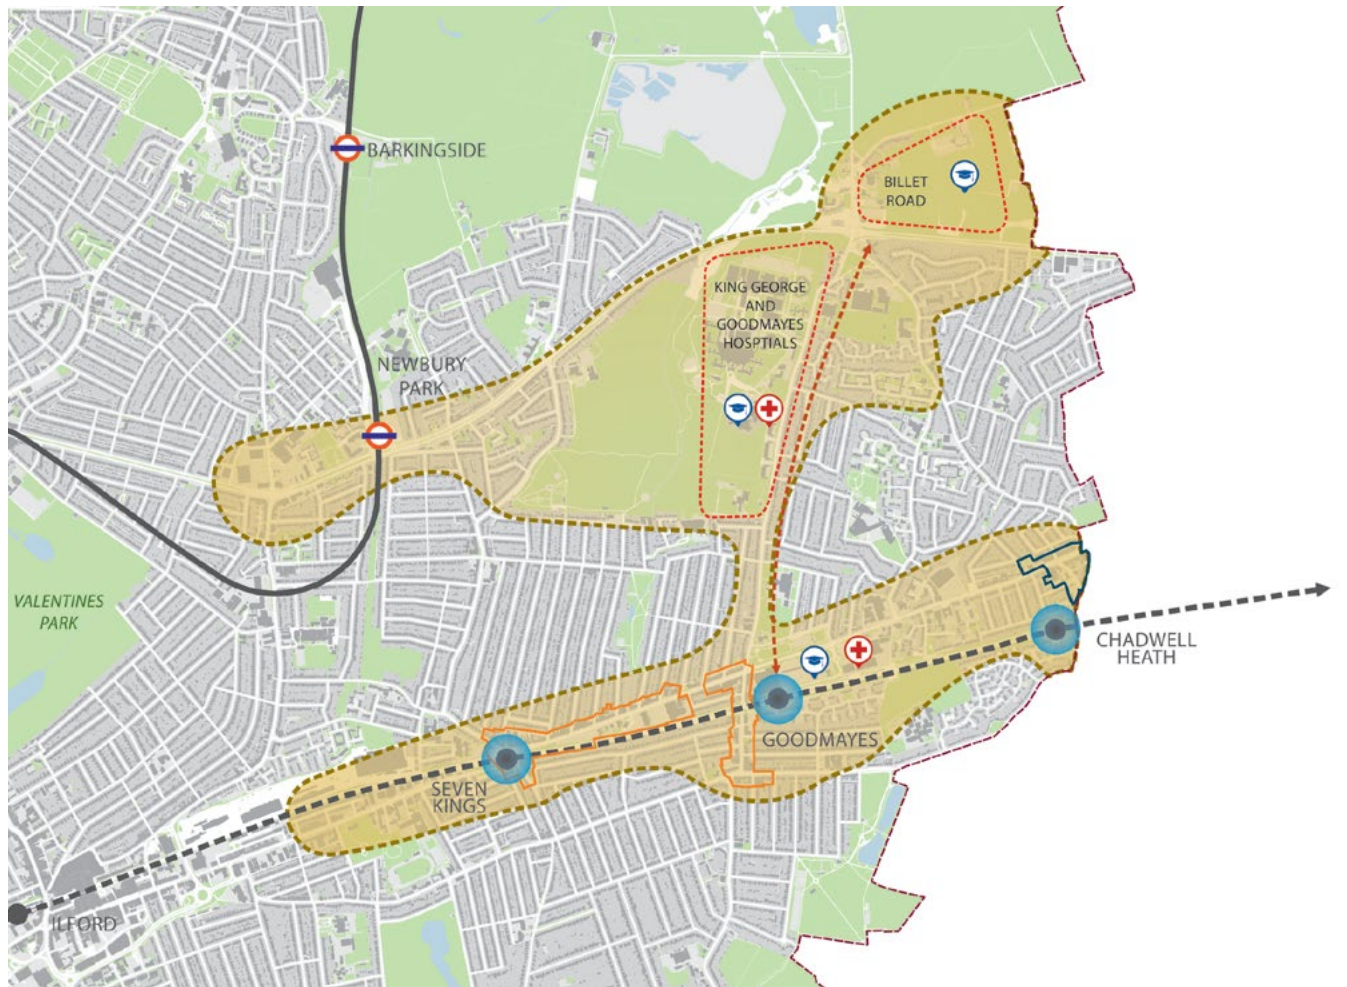 BARKINGSIDE
BILLET
ROAD
KING GEORGE
AND
GOODMAYES
HOSPTIALS
NEWBURY
PARK
VALENTINES
PARK
CHADWELL
HEATH
GOODMAYES
SEVEN
KINGS
ILFORD